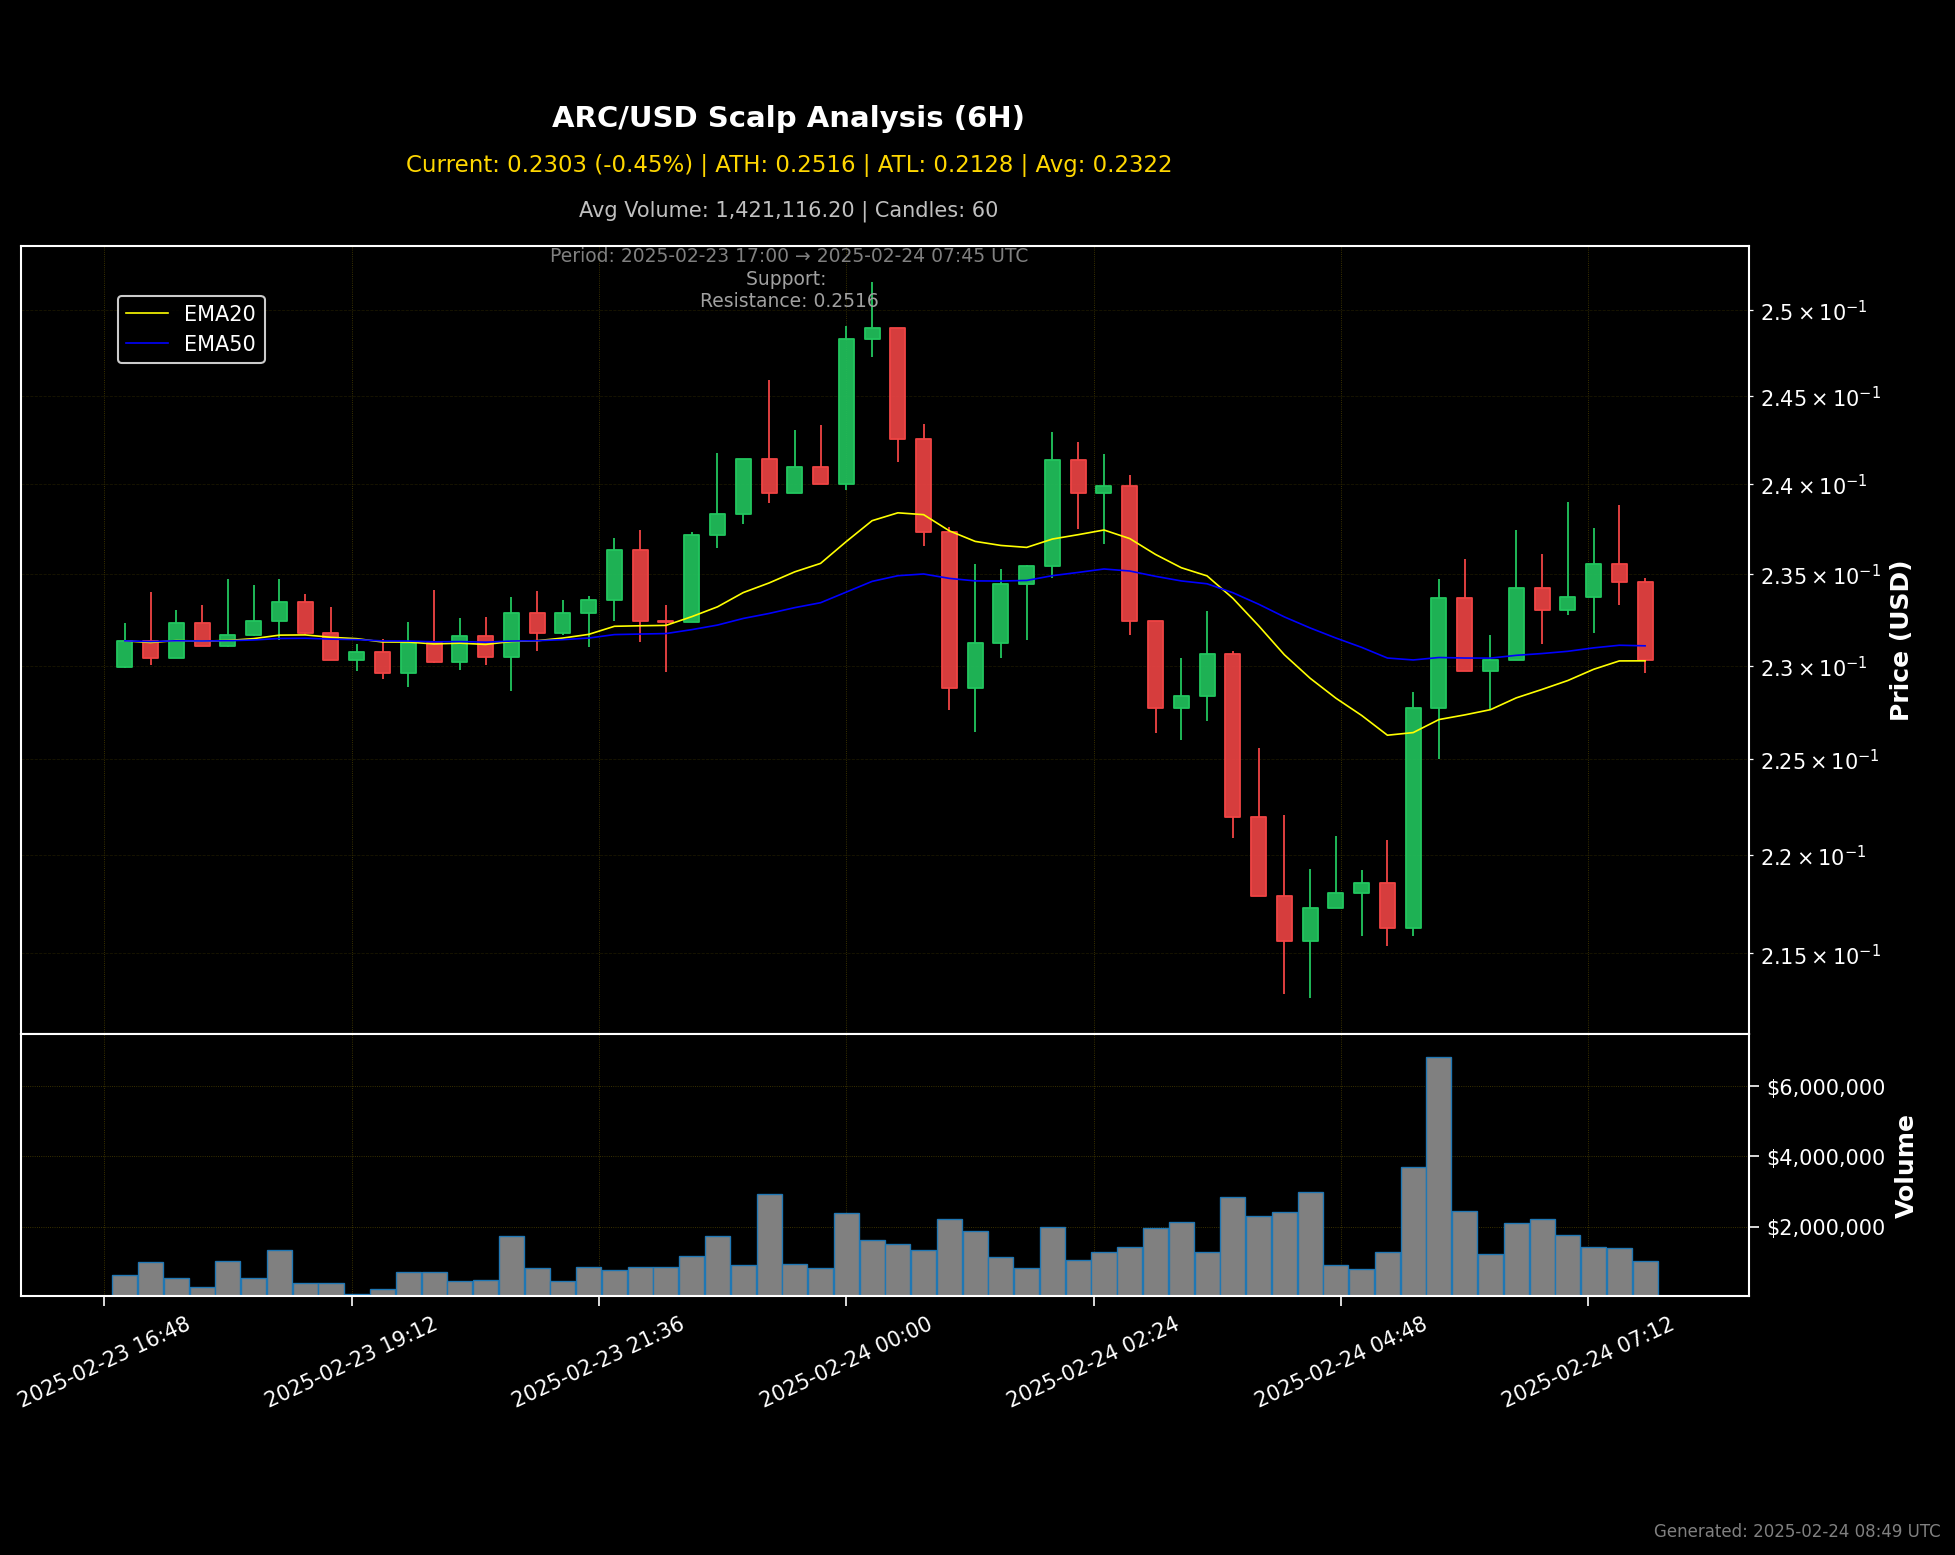 ARC/USD Scalp Analysis (6H)
Current: 0.2303 (-0.45%) | ATH: 0.2516 | ATL: 0.2128 | Avg: 0.2322
Avg Volume: 1,421,116.20 | Candles: 60
Period: 2025-02-23 17:00 → 2025-02-24 07:45 UTC
Support:
Resistance: 0.2516
EMA20
EMA50
2.5 × 10⁻¹
2.45 × 10⁻¹
2.4 × 10⁻¹
2.35 × 10⁻¹
2.3 × 10⁻¹
2.25 × 10⁻¹
2.2 × 10⁻¹
2.15 × 10⁻¹
Price (USD)
$6,000,000
$4,000,000
$2,000,000
Volume
2025-02-23 16:48
2025-02-23 19:12
2025-02-23 21:36
2025-02-24 00:00
2025-02-24 02:24
2025-02-24 04:48
2025-02-24 07:12
Generated: 2025-02-24 08:49 UTC